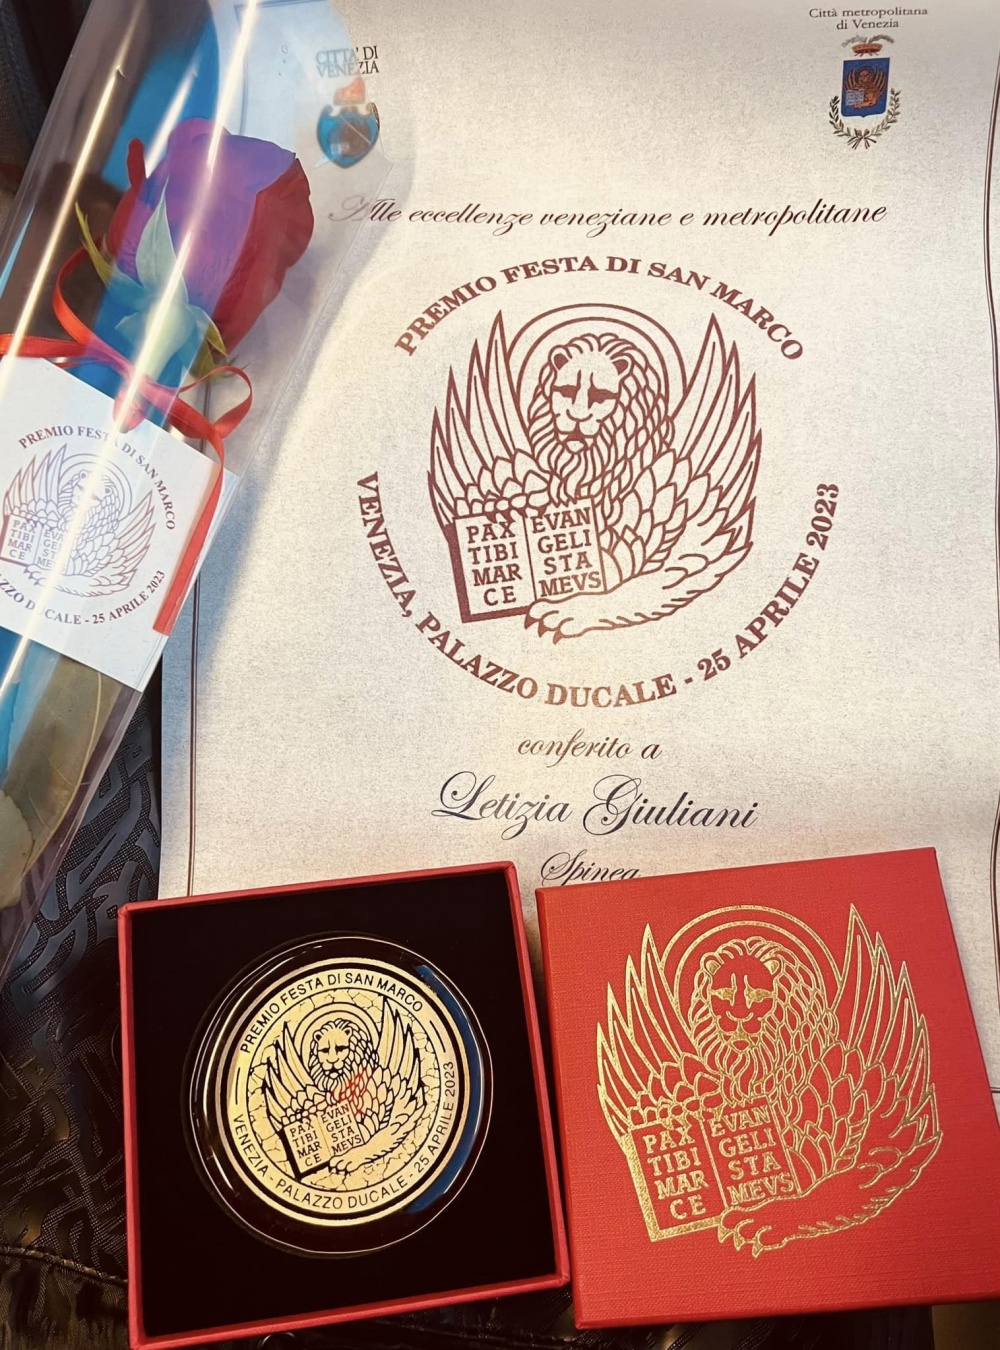 CITTA' DI
VENEZIA
Città metropolitana
di Venezia
Alle eccellenze veneziane e metropolitane
PREMIO FESTA DI SAN MARCO
PAX
TIBI
MAR
CE
EVAN
GELI
STA
MEVS
VENEZIA, PALAZZO DUCALE - 25 APRILE 2023
conferito a
Letizia Giuliani
Spinea
PREMIO FESTA DI SAN MARCO
PAX
TIBI
MAR
CE
EVAN
GELI
STA
MEVS
DUCALE - 25 APRILE 2023
PREMIO FESTA DI SAN MARCO
PAX
TIBI
MAR
CE
EVAN
GELI
STA
MEVS
VENEZIA - PALAZZO DUCALE - 25 APRILE 2023
PAX
TIBI
MAR
CE
EVAN
GELI
STA
MEVS